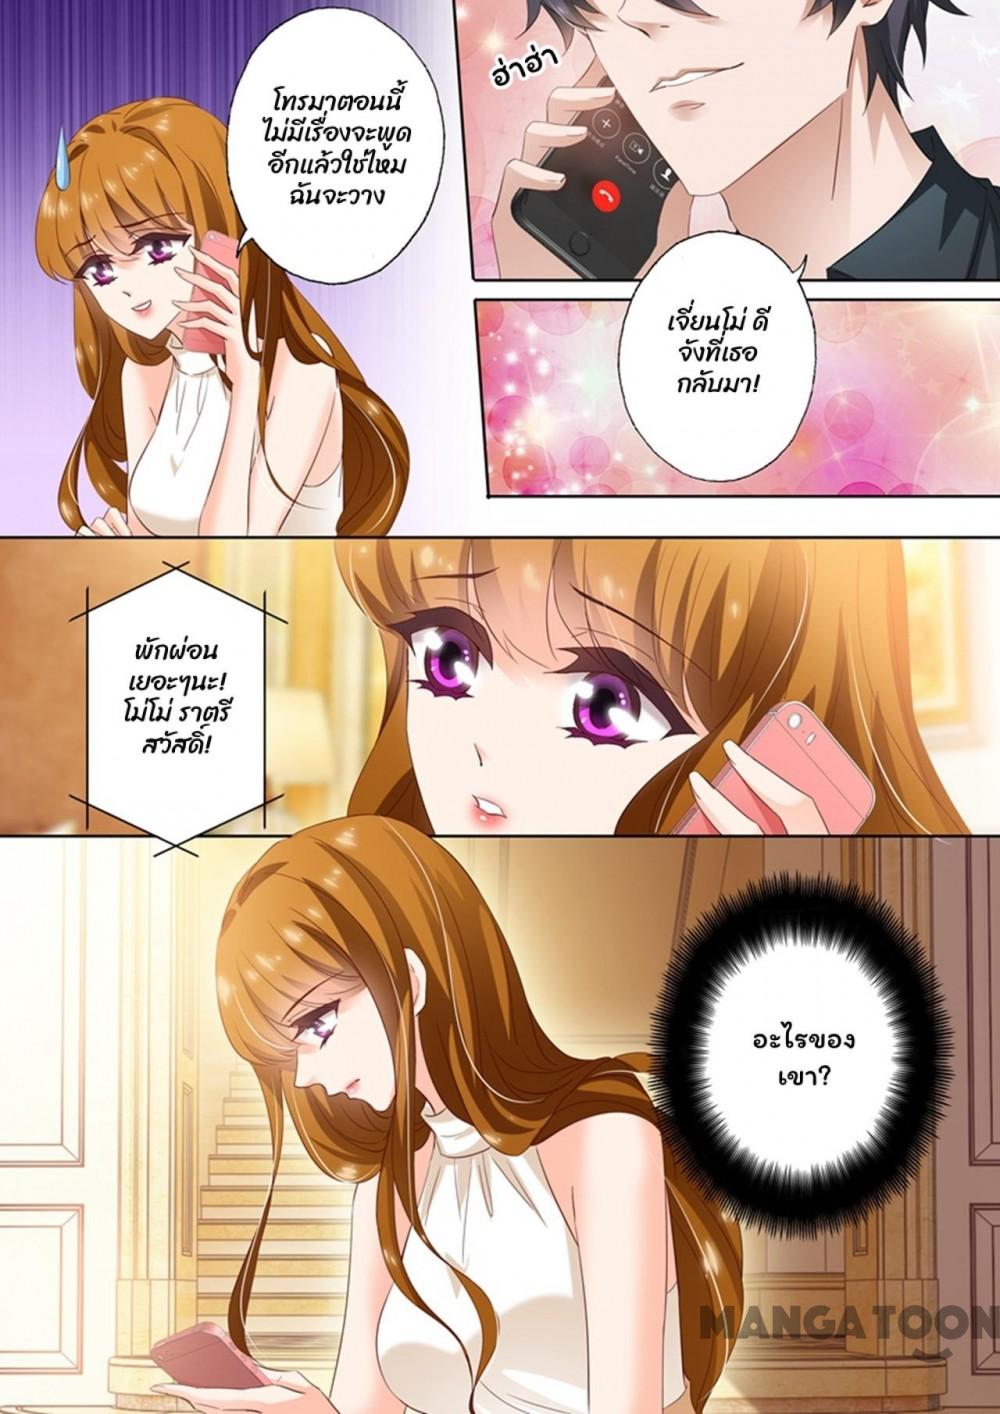 โทรมาตอนนี้
ไม่มีเรื่องจะพูด
อีกแล้วใช่ไหม
ฉันจะวาง
ฮ่าฮ่า
FaceTime
เจี่ยนโม่ ดี
จังที่เธอ
กลับมา!
พักผ่อน
เยอะๆนะ!
โม่โม่ ราตรี
สวัสดิ์!
อะไรของ
เขา?
MANGATOON